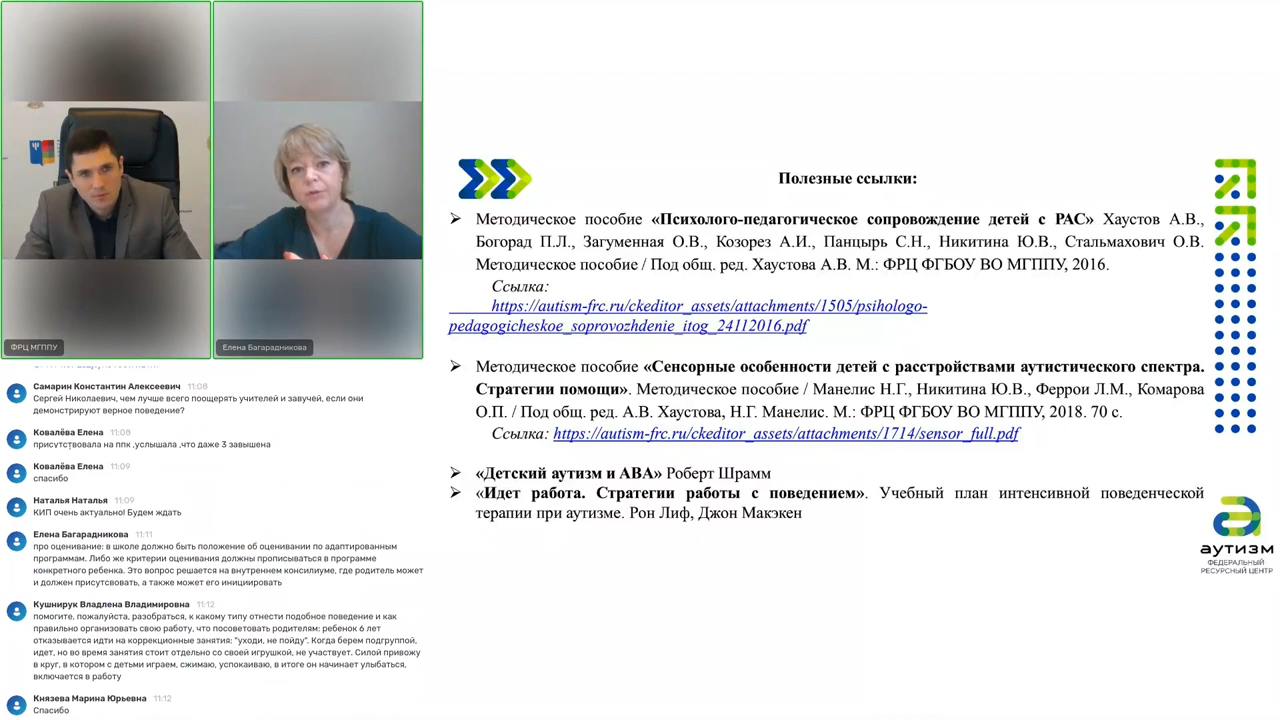 ФРЦ МГППУ
Елена Багарадникова
Самарин Константин Алексеевич 11:08
Сергей Николаевич, чем лучше всего поощрять учителей и завучей, если они
демонстрируют верное поведение?
Ковалёва Елена 11:08
присутствовала на ппк ,услышала ,что даже 3 завышена
Ковалёва Елена 11:09
спасибо
Наталья Наталья 11:09
КИП очень актуально! Будем ждать
Елена Багарадникова 11:11
про оценивание: в школе должно быть положение об оценивании по адаптированным
программам. Либо же критерии оценивания должны прописываться в программе
конкретного ребенка. Это вопрос решается на внутреннем консилиуме, где родитель может
и должен присутсвовать, а также может его инициировать
Кушнирук Владлена Владимировна 11:12
помогите, пожалуйста, разобраться, к какому типу отнести подобное поведение и как
правильно организовать свою работу, что посоветовать родителям: ребенок 6 лет
отказывается идти на коррекционные занятия: "уходи, не пойду". Когда берем подгруппой,
идет, но во время занятия стоит отдельно со своей игрушкой, не участвует. Силой привожу
в круг, в котором с детьми играем, сжимаю, успокаиваю, в итоге он начинает улыбаться,
включается в работу
Князева Марина Юрьевна 11:12
Спасибо
Полезные ссылки:
Методическое пособие «Психолого-педагогическое сопровождение детей с РАС» Хаустов А.В.,
Богорад П.Л., Загуменная О.В., Козорез А.И., Панцырь С.Н., Никитина Ю.В., Стальмахович О.В.
Методическое пособие / Под общ. ред. Хаустова А.В. М.: ФРЦ ФГБОУ ВО МГППУ, 2016.
Ссылка:
https://autism-frc.ru/ckeditor_assets/attachments/1505/psihologo-
pedagogicheskoe_soprovozhdenie_itog_24112016.pdf
Методическое пособие «Сенсорные особенности детей с расстройствами аутистического спектра.
Стратегии помощи». Методическое пособие / Манелис Н.Г., Никитина Ю.В., Феррои Л.М., Комарова
О.П. / Под общ. ред. А.В. Хаустова, Н.Г. Манелис. М.: ФРЦ ФГБОУ ВО МГППУ, 2018. 70 с.
Ссылка: https://autism-frc.ru/ckeditor_assets/attachments/1714/sensor_full.pdf
«Детский аутизм и АВА» Роберт Шрамм
«Идет работа. Стратегии работы с поведением». Учебный план интенсивной поведенческой
терапии при аутизме. Рон Лиф, Джон Макэкен
аутизм
ФЕДЕРАЛЬНЫЙ
РЕСУРСНЫЙ ЦЕНТР